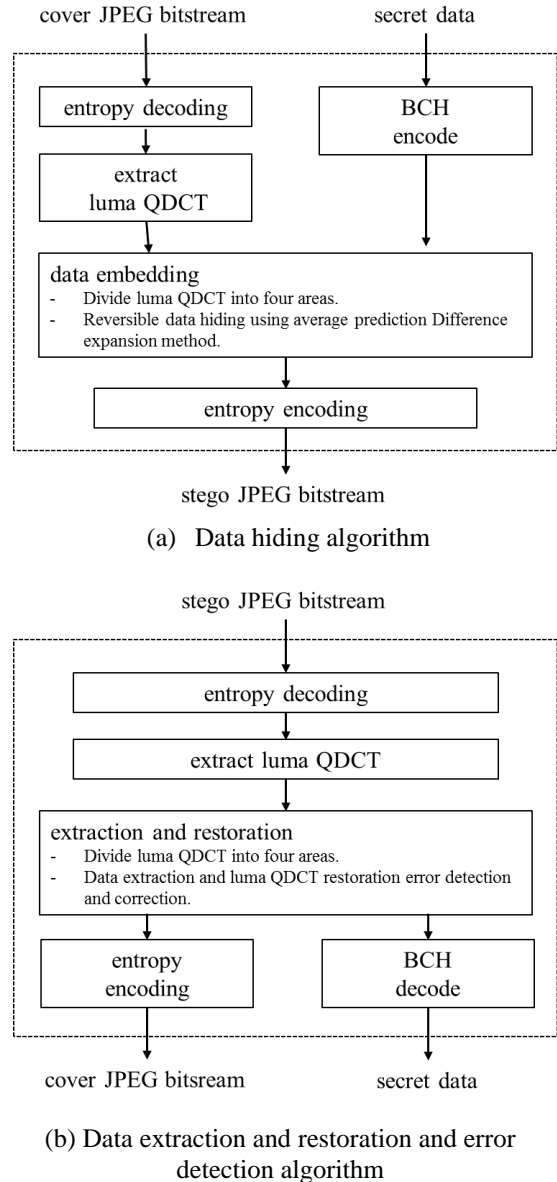 cover JPEG bitstream
secret data
entropy decoding
BCH
encode
extract
luma QDCT
data embedding
- Divide luma QDCT into four areas.
- Reversible data hiding using average prediction Difference
expansion method.
entropy encoding
stego JPEG bitstream
(a) Data hiding algorithm
stego JPEG bitstream
entropy decoding
extract luma QDCT
extraction and restoration
- Divide luma QDCT into four areas.
- Data extraction and luma QDCT restoration error detection
and correction.
entropy
encoding
BCH
decode
cover JPEG bitsream
secret data
(b) Data extraction and restoration and error
detection algorithm